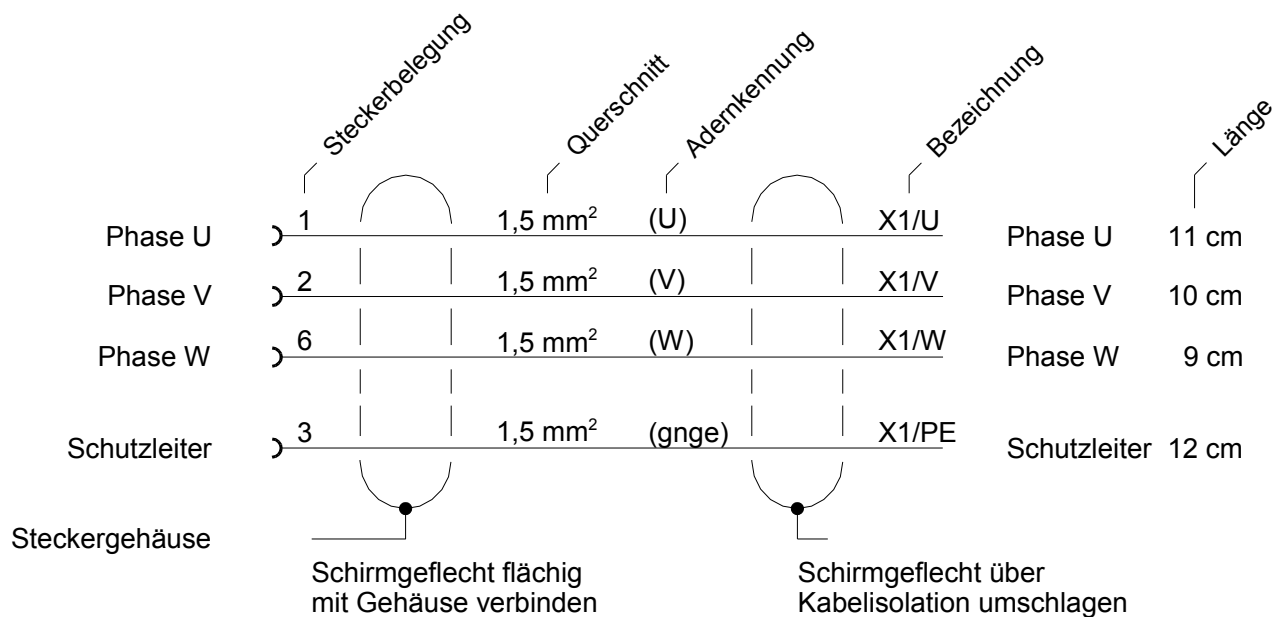 Steckerbelegung Querschnitt Adernkennung Bezeichnung Länge
Phase U 1 1,5 mm² (U) X1/U Phase U 11 cm
Phase V 2 1,5 mm² (V) X1/V Phase V 10 cm
Phase W 6 1,5 mm² (W) X1/W Phase W 9 cm
Schutzleiter 3 1,5 mm² (gnge) X1/PE Schutzleiter 12 cm
Steckergehäuse
Schirmgeflecht flächig
mit Gehäuse verbinden
Schirmgeflecht über
Kabelisolation umschlagen